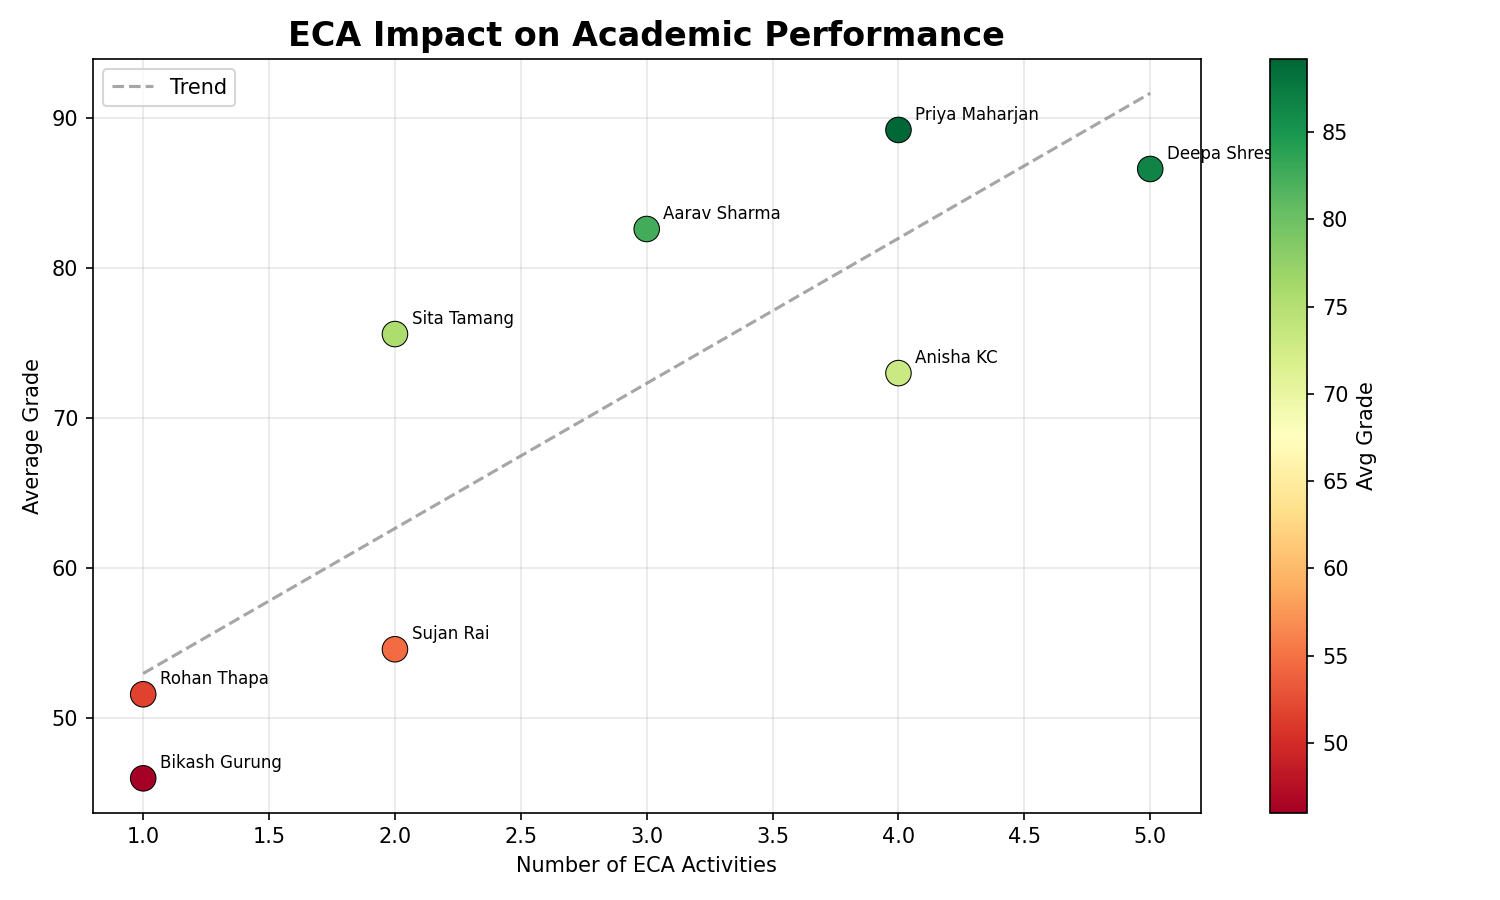 ECA Impact on Academic Performance
Trend
Priya Maharjan
Deepa Shres
Aarav Sharma
Sita Tamang
Anisha KC
Sujan Rai
Rohan Thapa
Bikash Gurung
Average Grade
90
80
70
60
50
1.0 1.5 2.0 2.5 3.0 3.5 4.0 4.5 5.0
Number of ECA Activities
85
80
75
70
65
60
55
50
Avg Grade